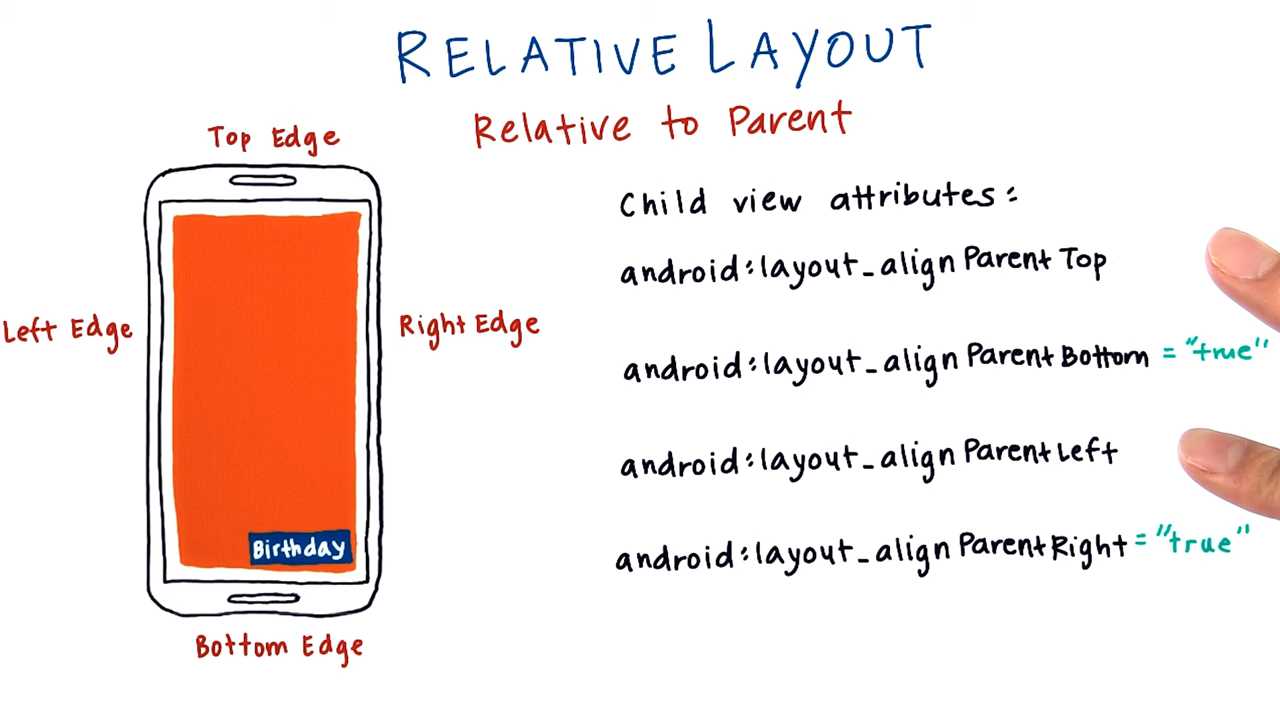 RELATIVE LAYOUT
Relative to Parent
Top Edge
Left Edge
Right Edge
Birthday
Bottom Edge
Child view attributes:
android:layout_alignParentTop
android:layout_alignParentBottom = "true"
android:layout_alignParentLeft
android:layout_alignParentRight = "true"